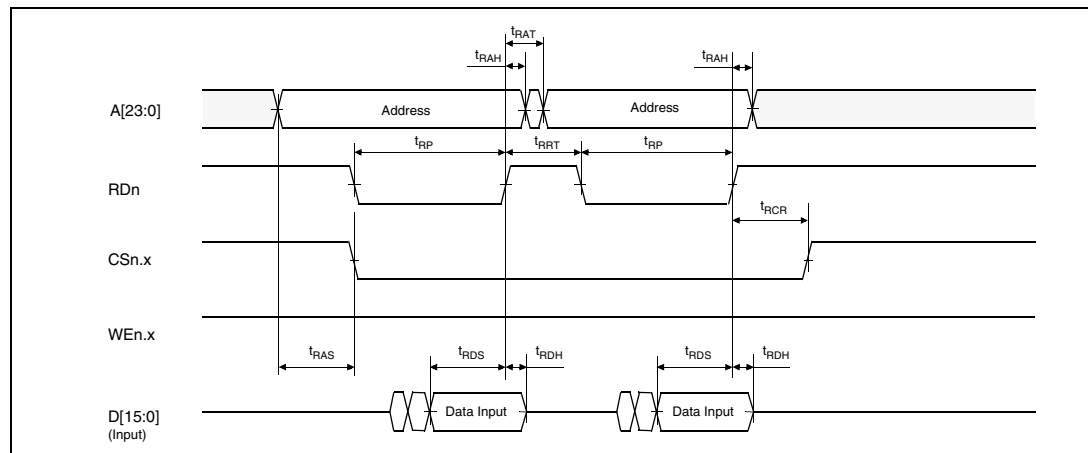 tRAT
tRAH tRAH
A[23:0] Address Address
tRP tRRT tRP
RDn
tRCR
CSn.x
WEn.x
tRAS tRDS tRDH tRDS tRDH
D[15:0] Data Input Data Input
(Input)